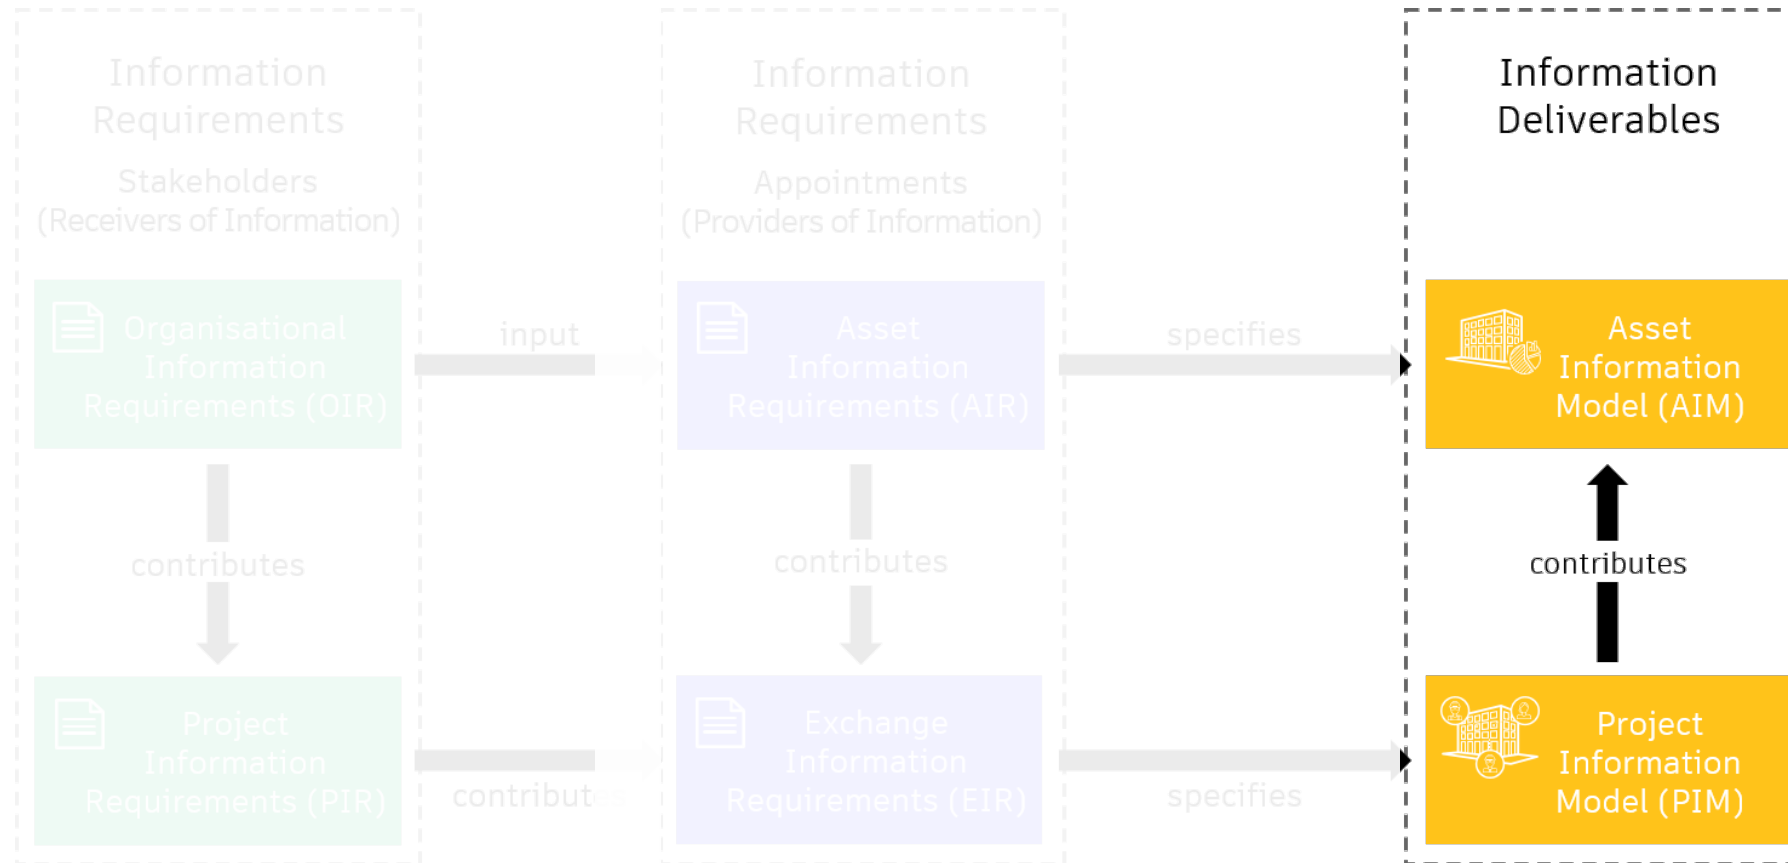 Information
Requirements
Stakeholders
(Receivers of Information)
Organisational
Information
Requirements (OIR)
contributes
Project
Information
Requirements (PIR)
input
contributes
Information
Requirements
Appointments
(Providers of Information)
Asset
Information
Requirements (AIR)
contributes
Exchange
Information
Requirements (EIR)
specifies
specifies
Information
Deliverables
Asset
Information
Model (AIM)
contributes
Project
Information
Model (PIM)